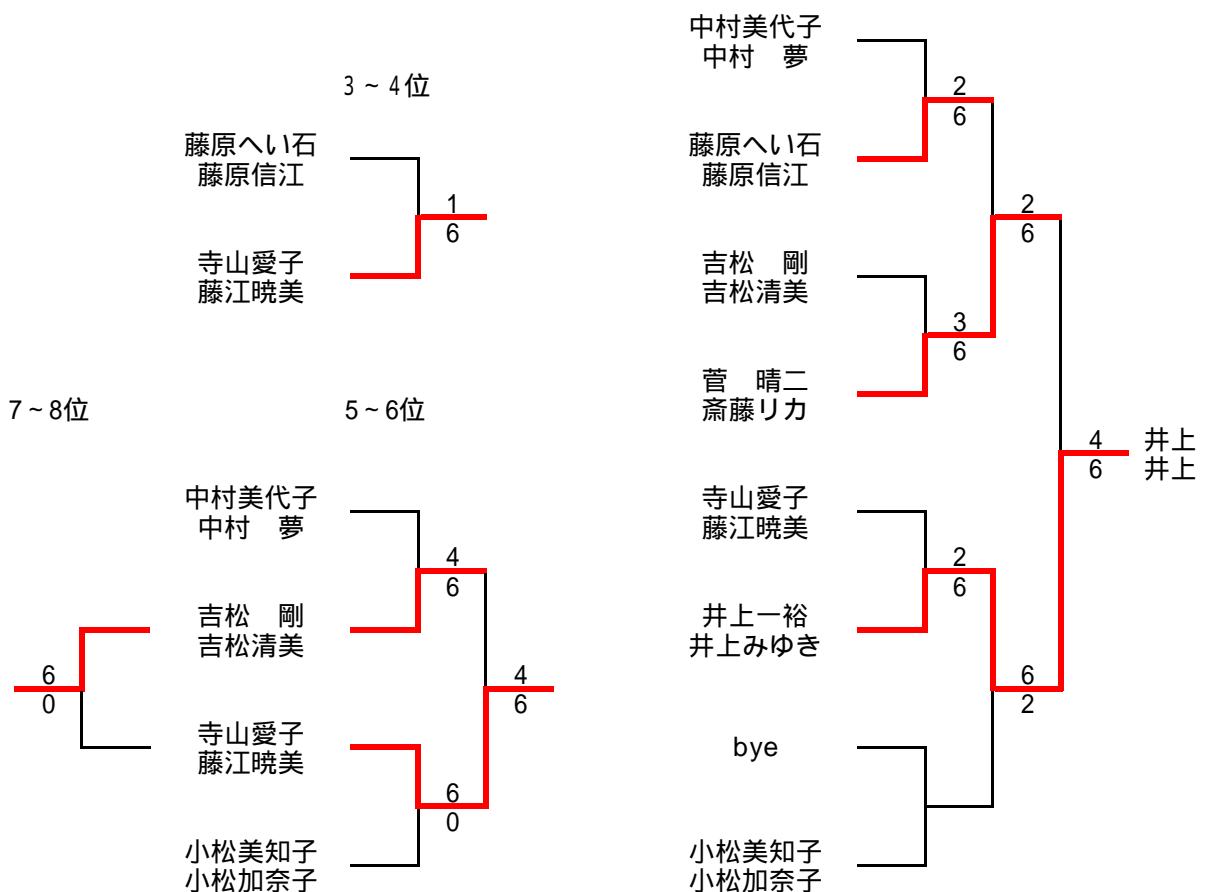 3 ~ 4位
藤原へい石
藤原信江
1
6
寺山愛子
藤江暁美
7 ~ 8位
5 ~ 6位
中村美代子
中村　夢
4
6
吉松　剛
吉松清美
6
0
4
6
寺山愛子
藤江暁美
6
0
小松美知子
小松加奈子
中村美代子
中村　夢
2
6
藤原へい石
藤原信江
2
6
吉松　剛
吉松清美
3
6
菅　晴二
斎藤リカ
4
6
井上
井上
寺山愛子
藤江暁美
2
6
井上一裕
井上みゆき
6
2
bye
小松美知子
小松加奈子